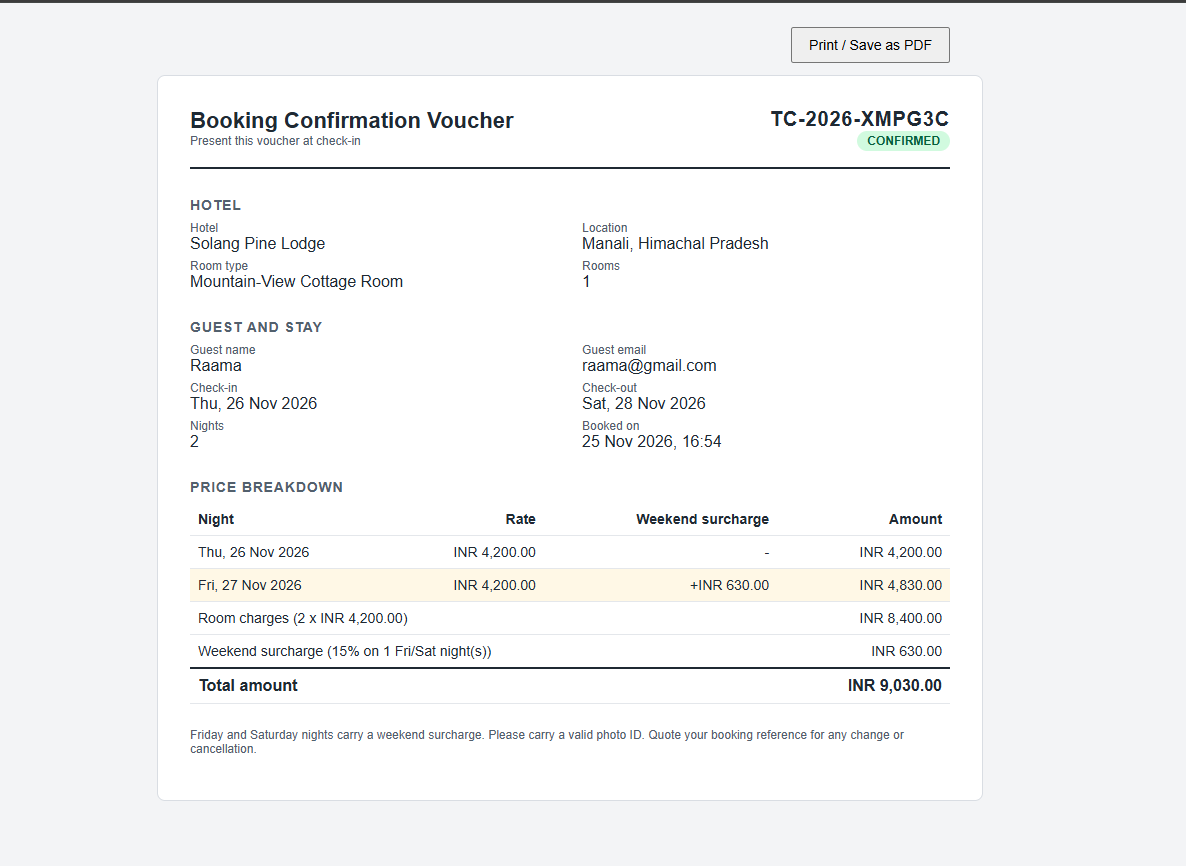 Print / Save as PDF
Booking Confirmation Voucher
TC-2026-XMPG3C
Present this voucher at check-in
CONFIRMED
HOTEL
Hotel
Location
Solang Pine Lodge
Manali, Himachal Pradesh
Room type
Rooms
Mountain-View Cottage Room
1
GUEST AND STAY
Guest name
Guest email
Raama
raama@gmail.com
Check-in
Check-out
Thu, 26 Nov 2026
Sat, 28 Nov 2026
Nights
Booked on
2
25 Nov 2026, 16:54
PRICE BREAKDOWN
Night Rate Weekend surcharge Amount
Thu, 26 Nov 2026 INR 4,200.00 - INR 4,200.00
Fri, 27 Nov 2026 INR 4,200.00 +INR 630.00 INR 4,830.00
Room charges (2 x INR 4,200.00) INR 8,400.00
Weekend surcharge (15% on 1 Fri/Sat night(s)) INR 630.00
Total amount INR 9,030.00
Friday and Saturday nights carry a weekend surcharge. Please carry a valid photo ID. Quote your booking reference for any change or
cancellation.